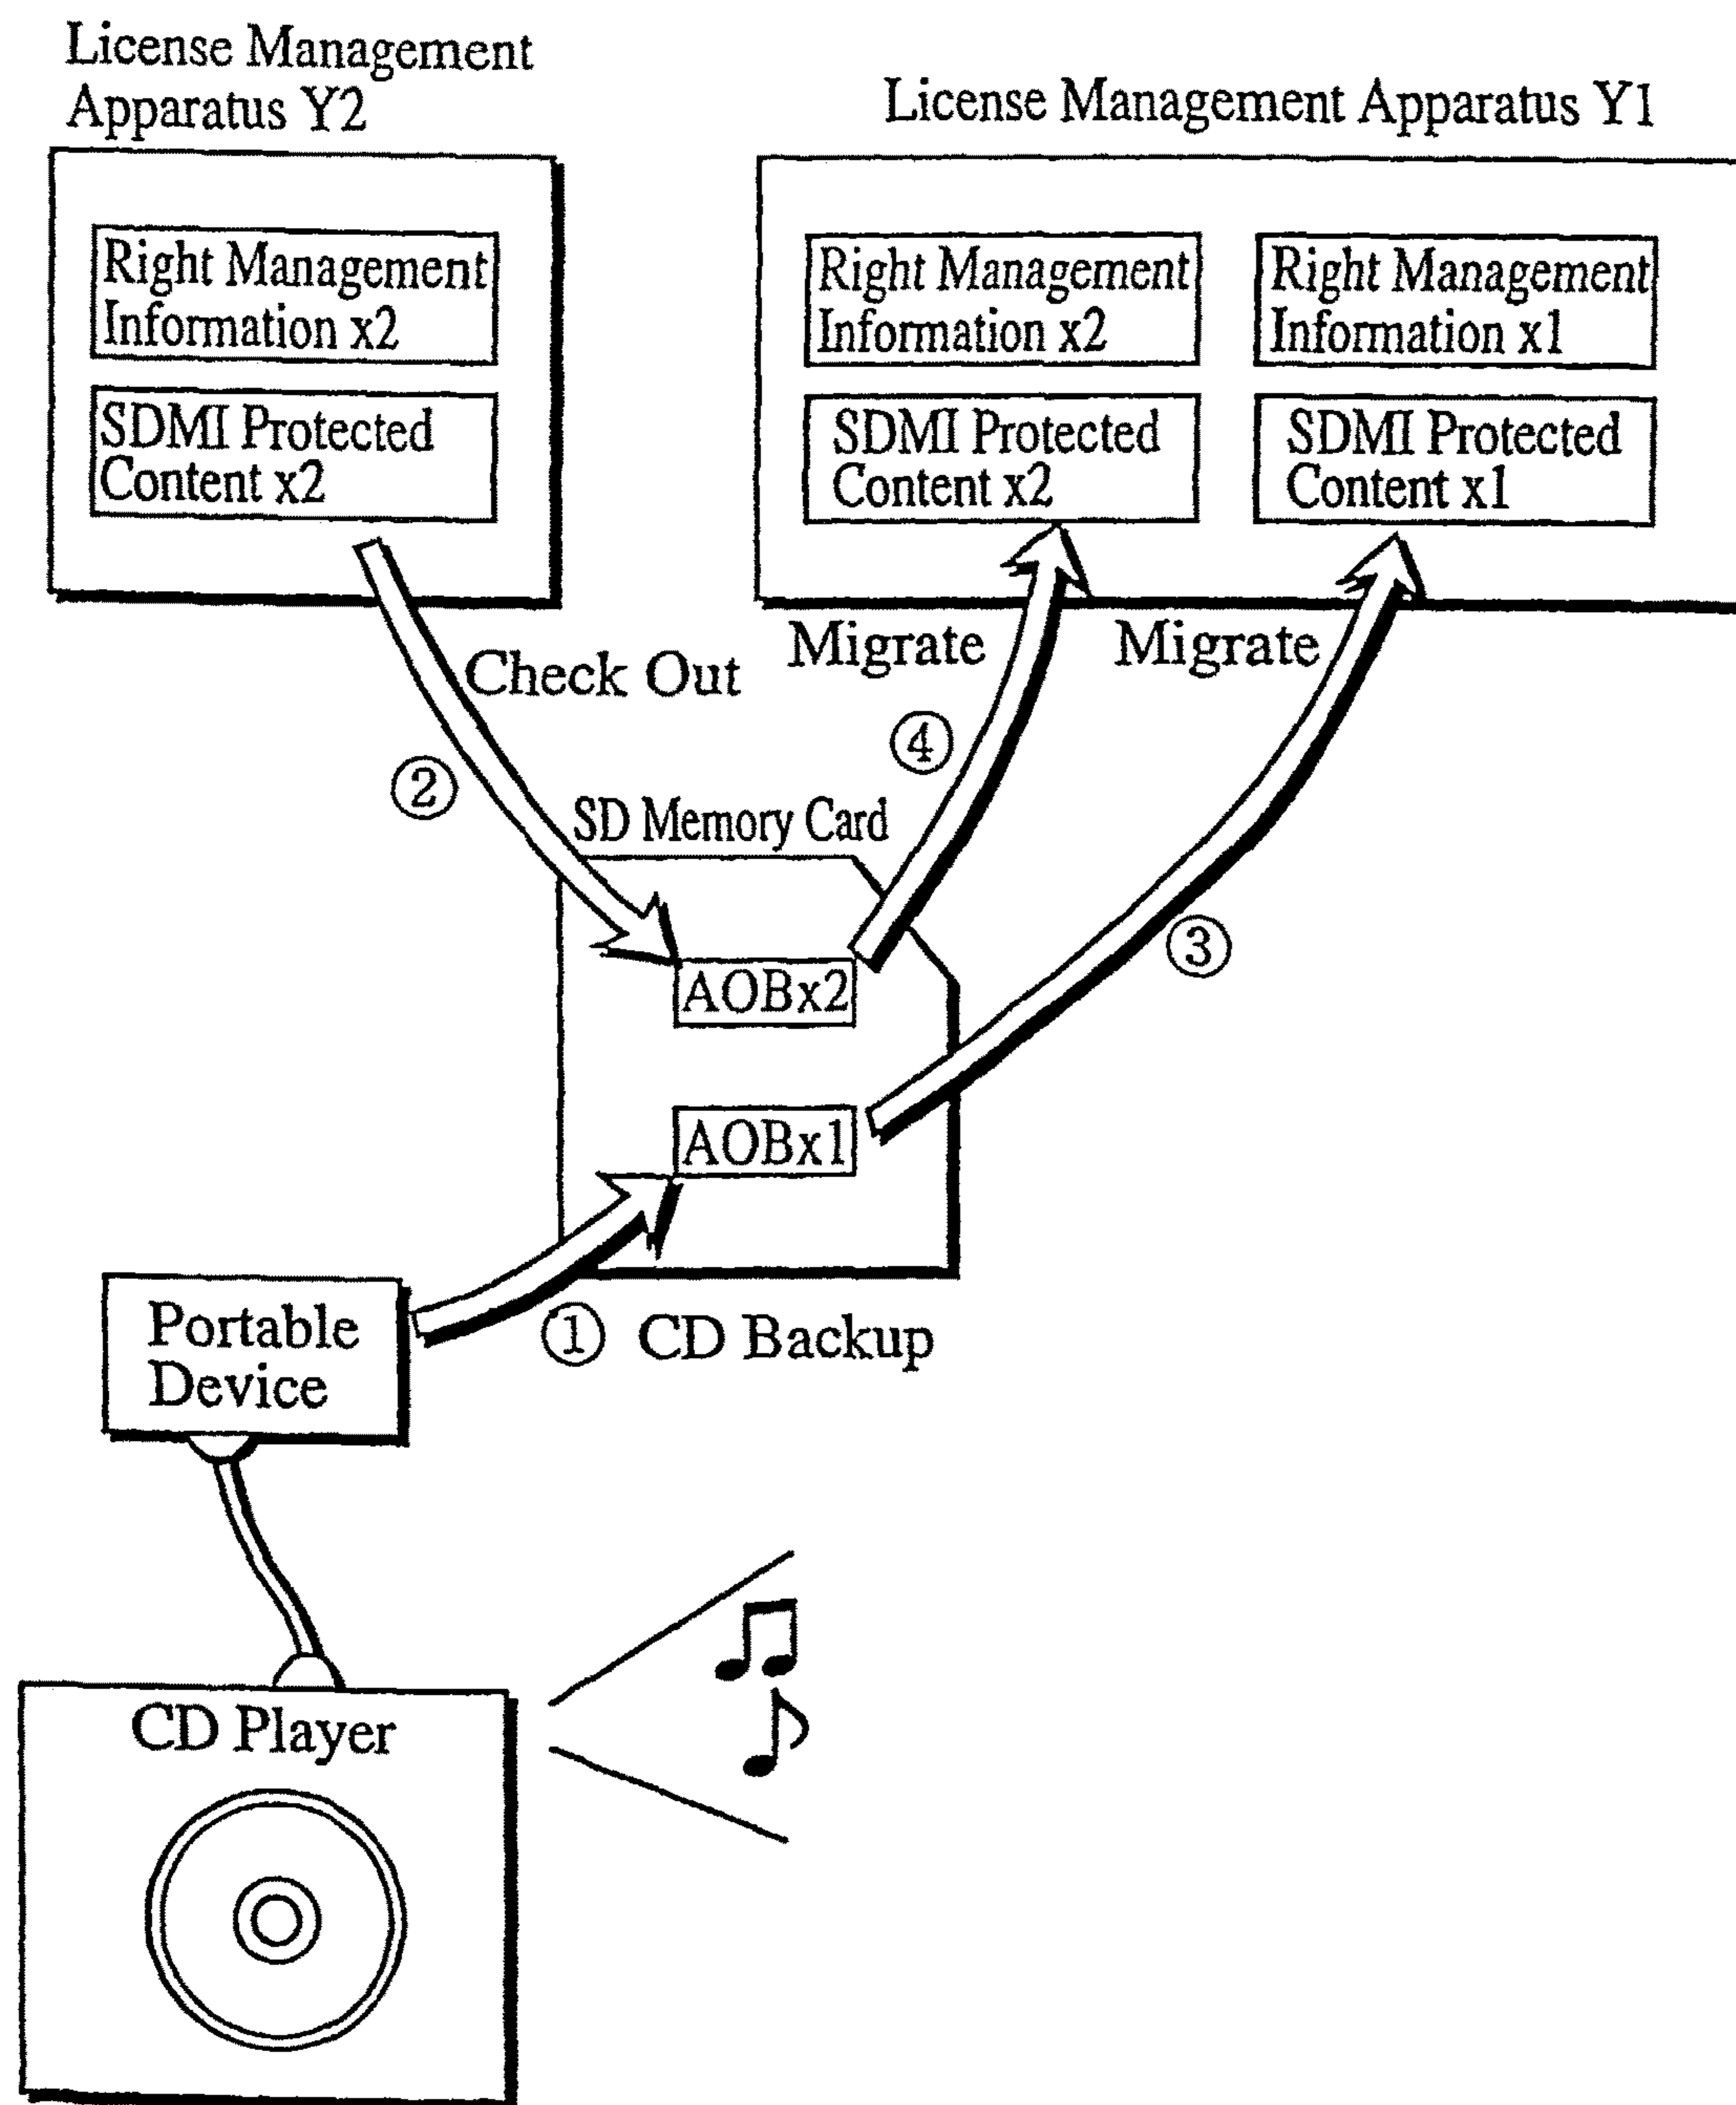 License Management
Apparatus Y2
License Management Apparatus Y1
Right Management
Information x2
SDMI Protected
Content x2
Right Management
Information x2
SDMI Protected
Content x2
Right Management
Information x1
SDMI Protected
Content x1
Check Out
Migrate
Migrate
④
②
SD Memory Card
③
AOBx2
AOBx1
Portable
Device
① CD Backup
CD Player